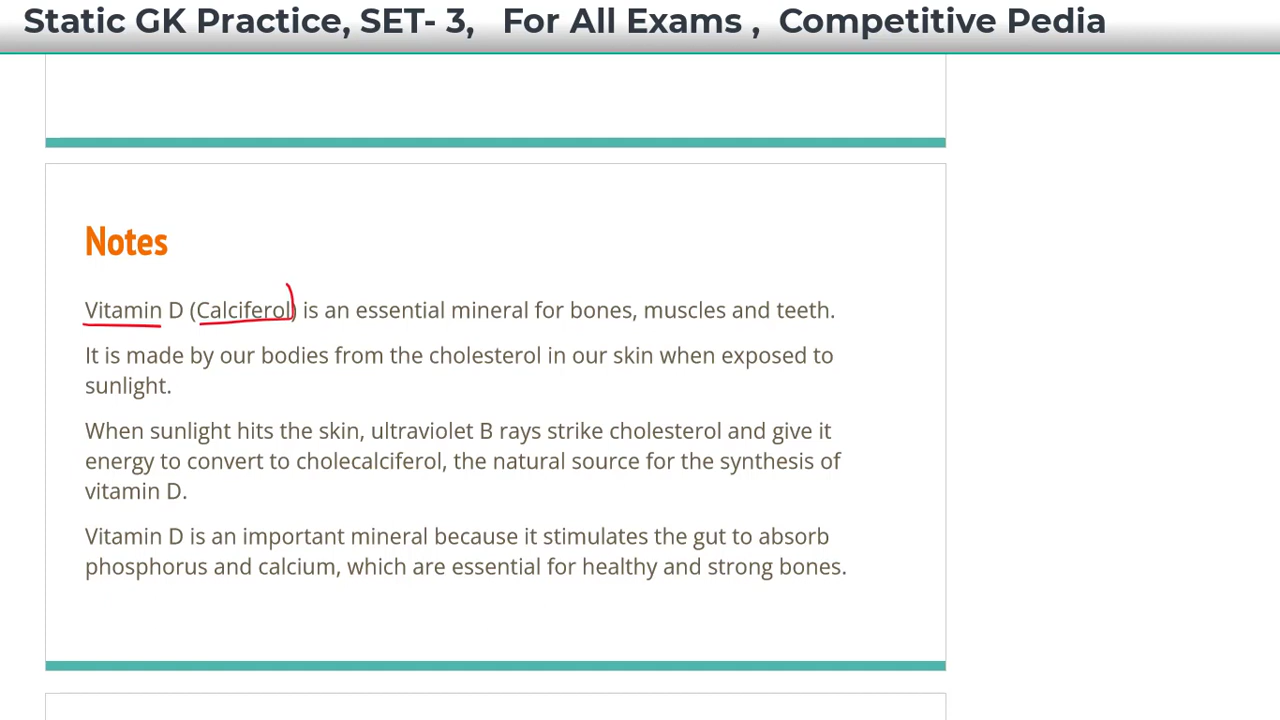 Static GK Practice, SET- 3, For All Exams , Competitive Pedia
Notes
Vitamin D (Calciferol) is an essential mineral for bones, muscles and teeth.
It is made by our bodies from the cholesterol in our skin when exposed to
sunlight.
When sunlight hits the skin, ultraviolet B rays strike cholesterol and give it
energy to convert to cholecalciferol, the natural source for the synthesis of
vitamin D.
Vitamin D is an important mineral because it stimulates the gut to absorb
phosphorus and calcium, which are essential for healthy and strong bones.